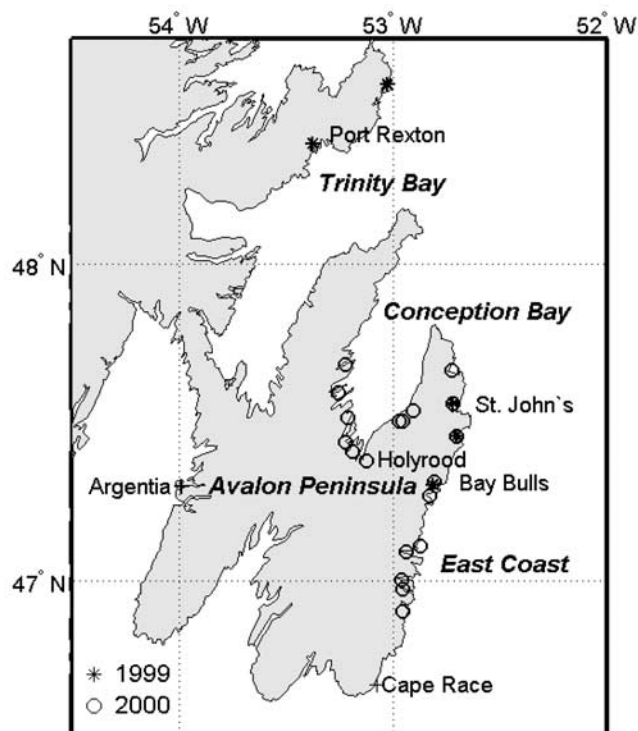 54° W 53° W 52° W
Port Rexton
Trinity Bay
48° N
Conception Bay
St. John`s
Holyrood
Argentia Avalon Peninsula Bay Bulls
East Coast
47° N
1999
Cape Race
2000